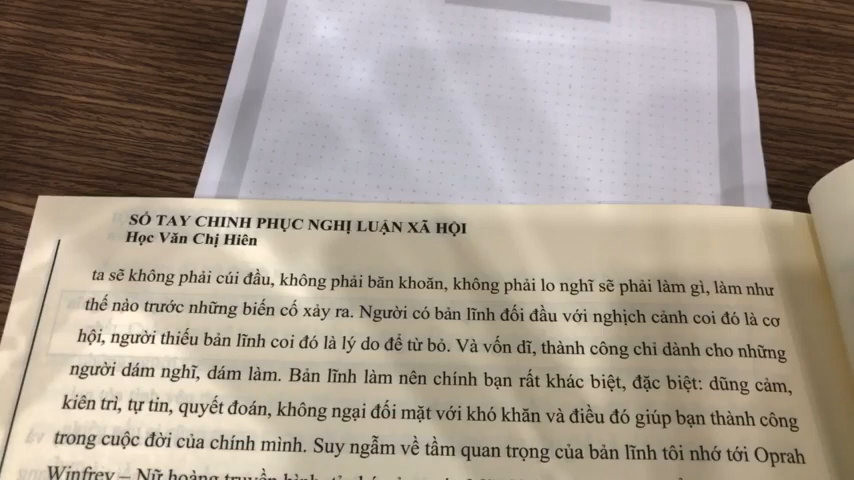 SỔ TAY CHINH PHỤC NGHỊ LUẬN XÃ HỘI
Học Văn Chị Hiên
ta sẽ không phải cúi đầu, không phải băn khoăn, không phải lo nghĩ sẽ phải làm gì, làm như
thế nào trước những biến cố xảy ra. Người có bản lĩnh đối đầu với nghịch cảnh coi đó là cơ
hội, người thiếu bản lĩnh coi đó là lý do để từ bỏ. Và vốn dĩ, thành công chỉ dành cho những
người dám nghĩ, dám làm. Bản lĩnh làm nên chính bạn rất khác biệt, đặc biệt: dũng cảm,
kiên trì, tự tin, quyết đoán, không ngại đối mặt với khó khăn và điều đó giúp bạn thành công
trong cuộc đời của chính mình. Suy ngẫm về tầm quan trọng của bản lĩnh tôi nhớ tới Oprah
Winfrey – Nữ hoàng truyền hình